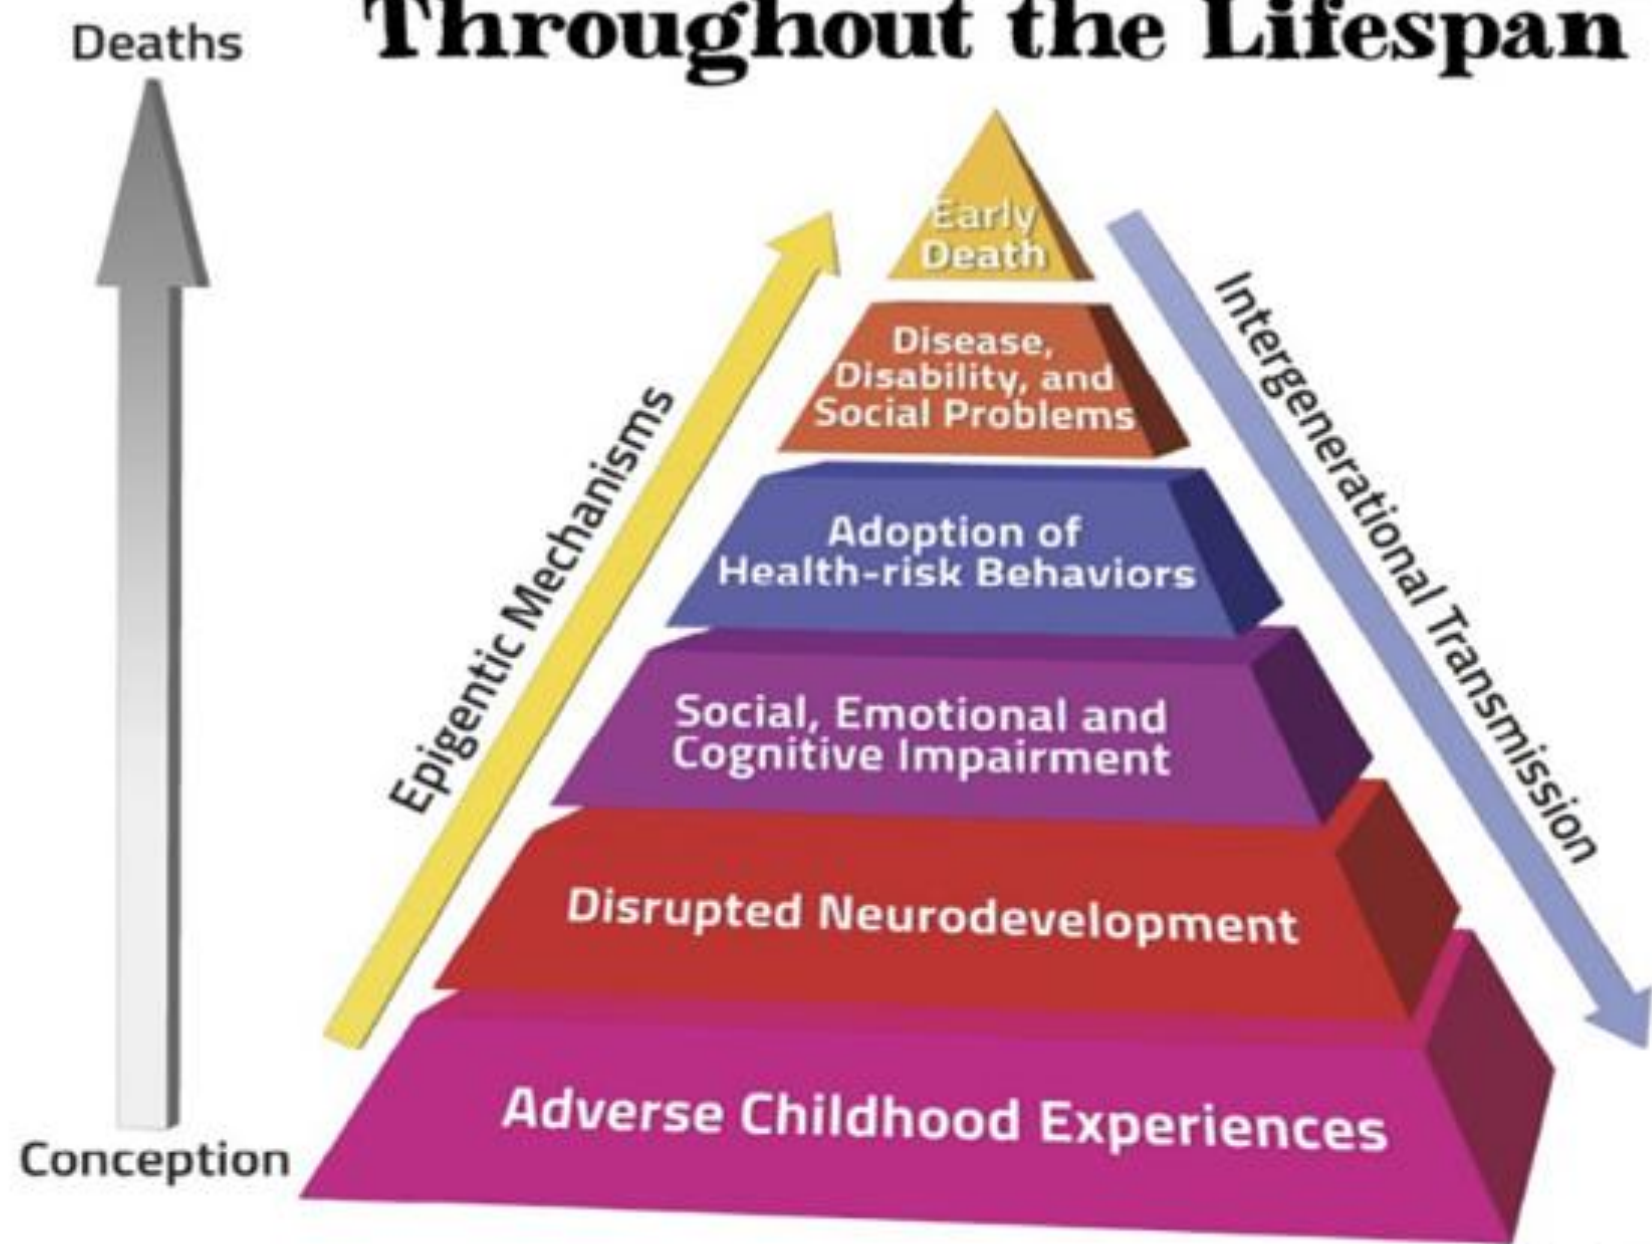 Throughout the Lifespan
Deaths
Early
Death
Disease,
Disability, and
Social Problems
Adoption of
Health-risk Behaviors
Social, Emotional and
Cognitive Impairment
Disrupted Neurodevelopment
Adverse Childhood Experiences
Epigentic Mechanisms
Intergenerational Transmission
Conception